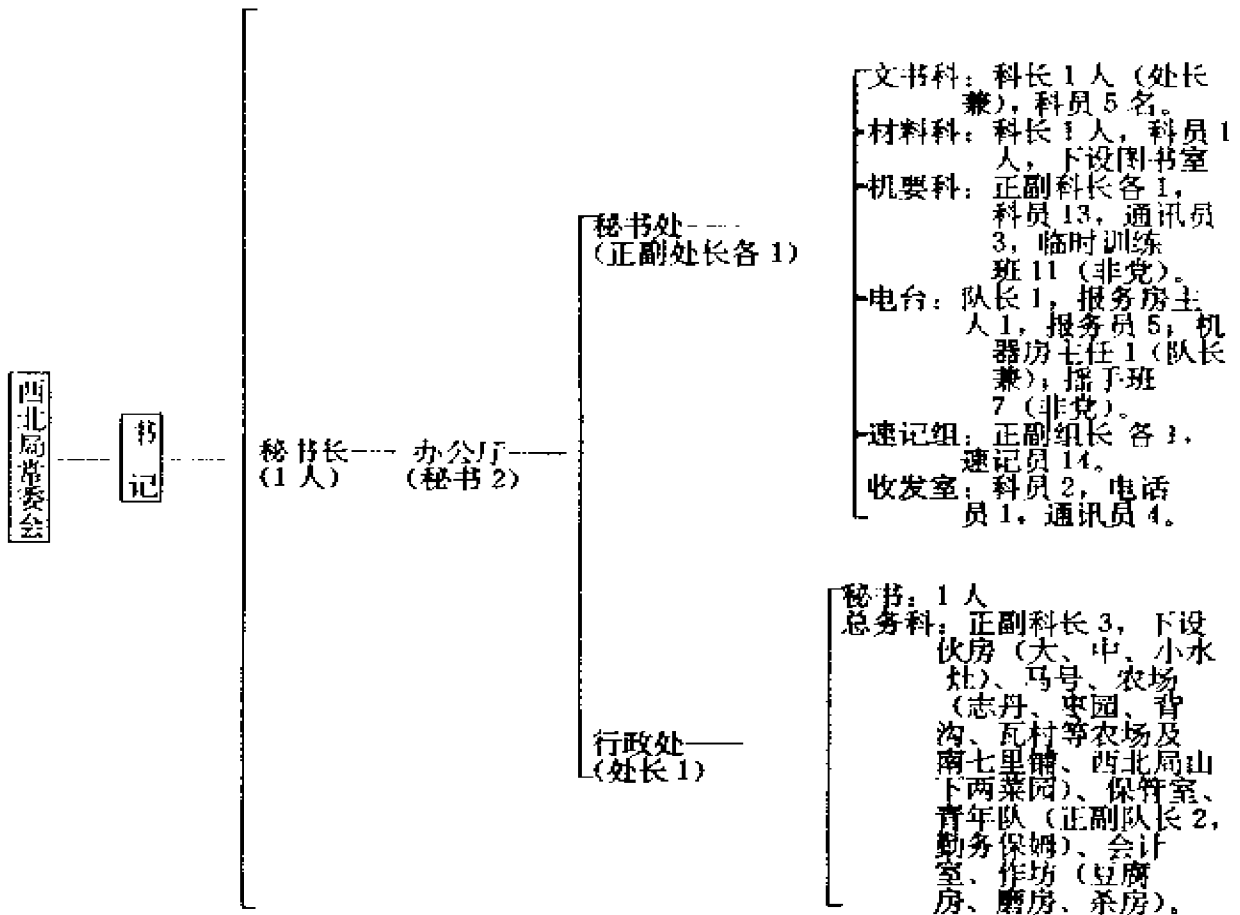 西北局常委会
书记
秘书长
(1 人)
办公厅
(秘书 2)
秘书处
(正副处长各 1)
文书科：科长 1 人（处长
兼），科员 5 名。
材料科：科长 1 人，科员 1
人，下设图书室
机要科：正副科长各 1，
科员 13，通讯员
3，临时训练
班 11（非党）。
电台：队长 1，报务房主
人 1，报务员 5，机
器房主任 1（队长
兼），摇手班
7（非党）。
速记组：正副组长 各 1，
速记员 14。
收发室：科员 2，电话
员 1，通讯员 4。
行政处
(处长 1)
秘书：1 人
总务科：正副科长 3，下设
伙房（大、中、小水
灶）、马号、农场
（志丹、枣园、背
沟、瓦村等农场及
南七里铺、西北局山
下两菜园）、保管室、
青年队（正副队长 2，
勤务保姆）、会计
室、作坊（豆腐
房、磨房、杀房）。